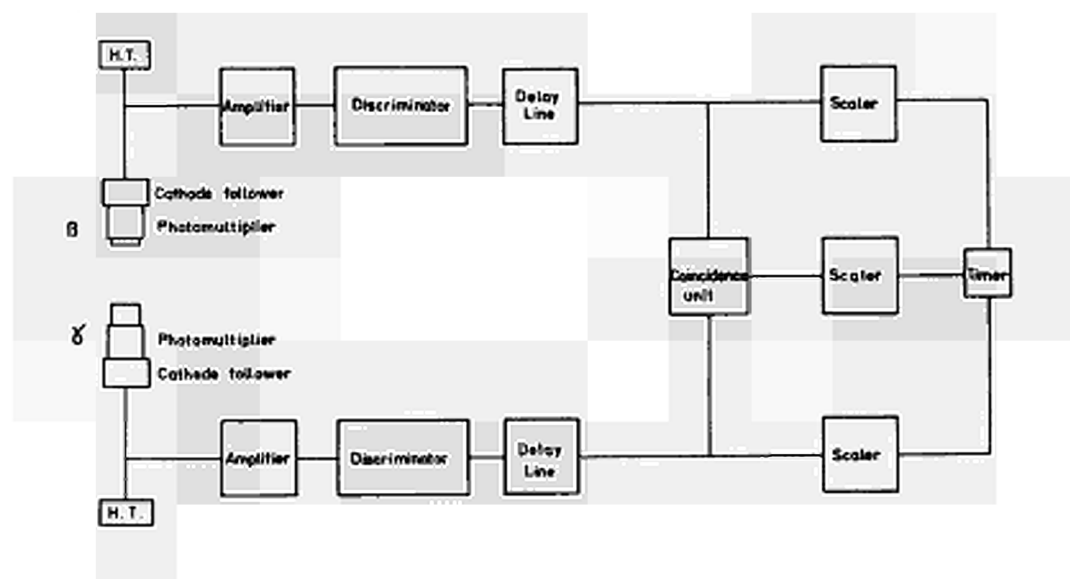 H.T.
Amplifier
Discriminator
Delay
Line
Scaler
Cathode follower
β
Photomultiplier
Coincidence
unit
Scaler
Timer
γ
Photomultiplier
Cathode follower
Amplifier
Discriminator
Delay
Line
Scaler
H.T.